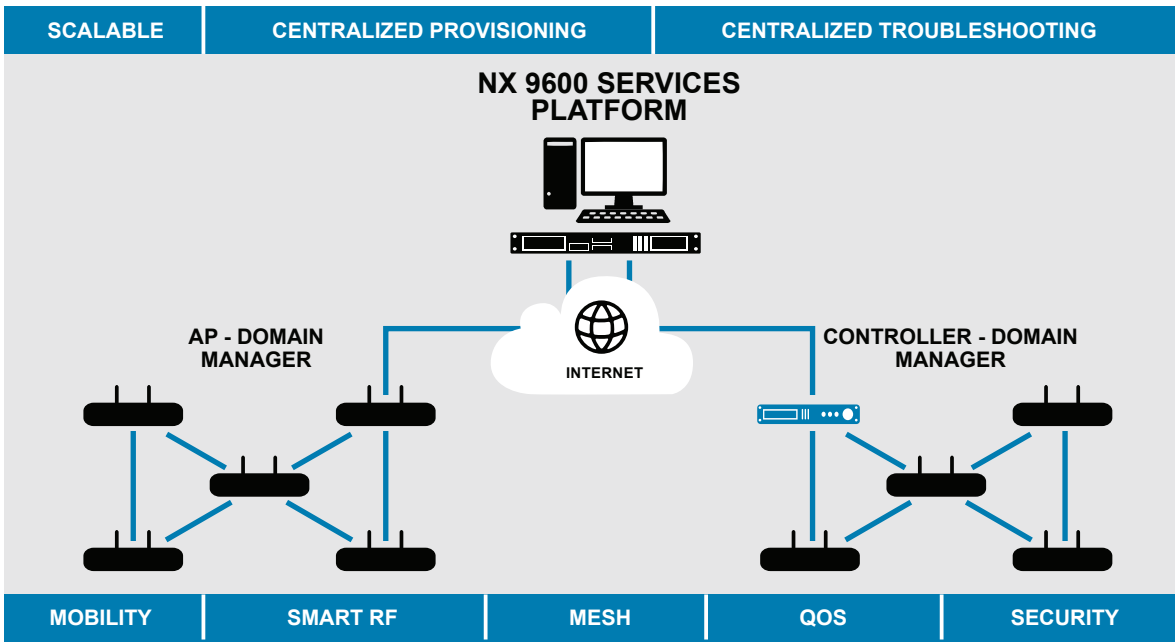 SCALABLE
CENTRALIZED PROVISIONING
CENTRALIZED TROUBLESHOOTING
NX 9600 SERVICES
PLATFORM
INTERNET
AP - DOMAIN
MANAGER
CONTROLLER - DOMAIN
MANAGER
MOBILITY
SMART RF
MESH
QOS
SECURITY